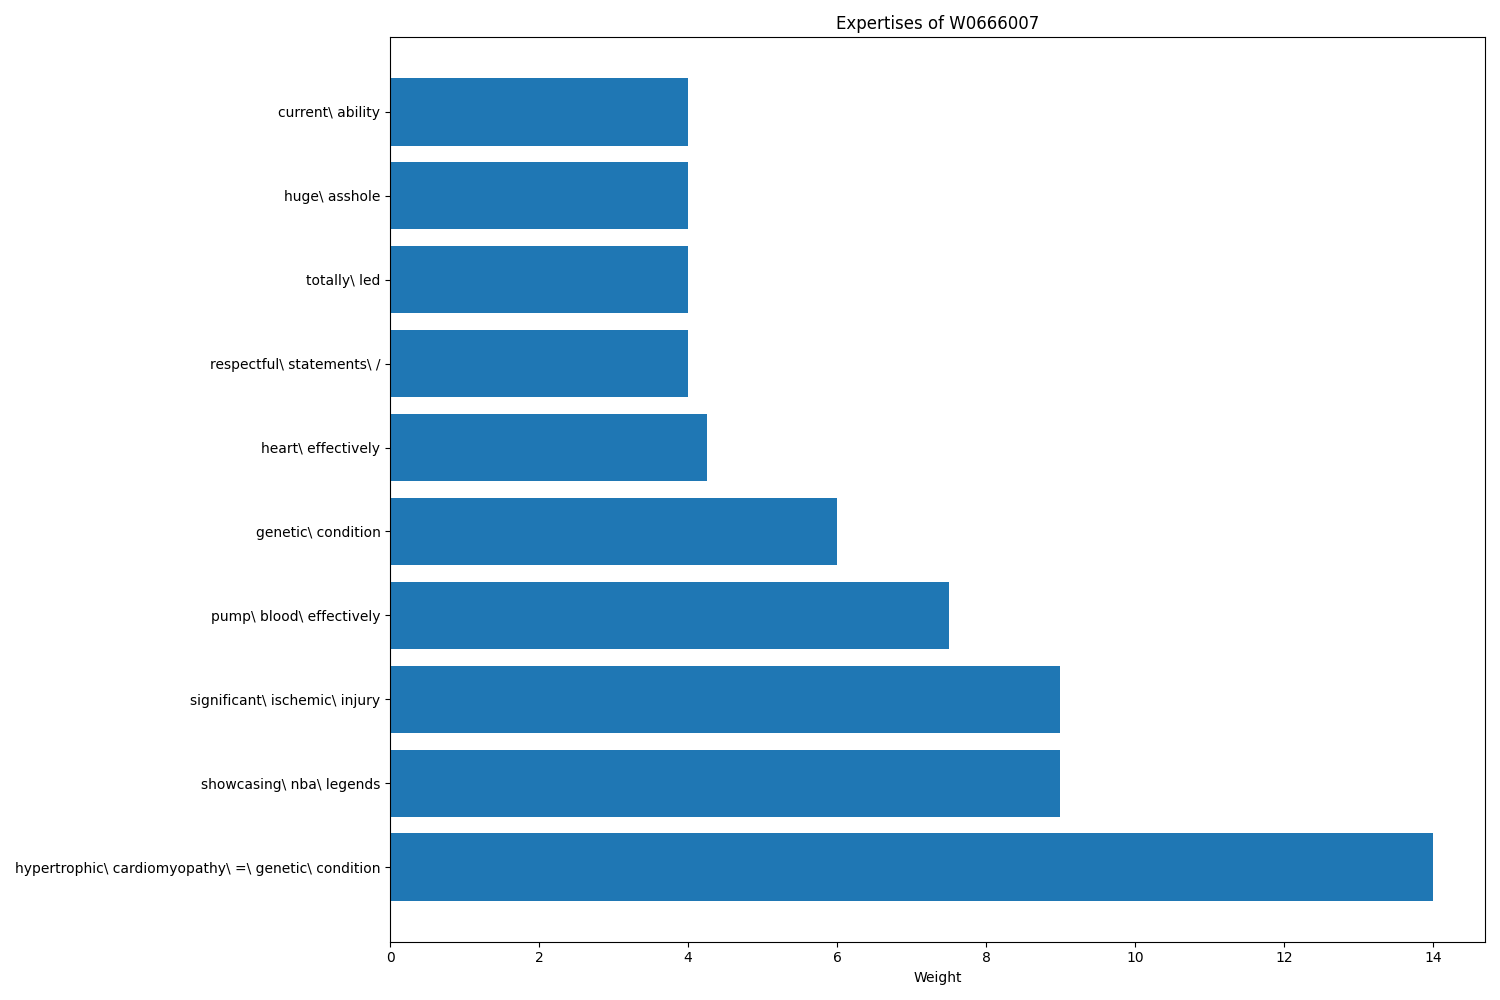 Expertises of W0666007
current\ ability
huge\ asshole
totally\ led
respectful\ statements\ /
heart\ effectively
genetic\ condition
pump\ blood\ effectively
significant\ ischemic\ injury
showcasing\ nba\ legends
hypertrophic\ cardiomyopathy\ =\ genetic\ condition
0 2 4 6 8 10 12 14
Weight